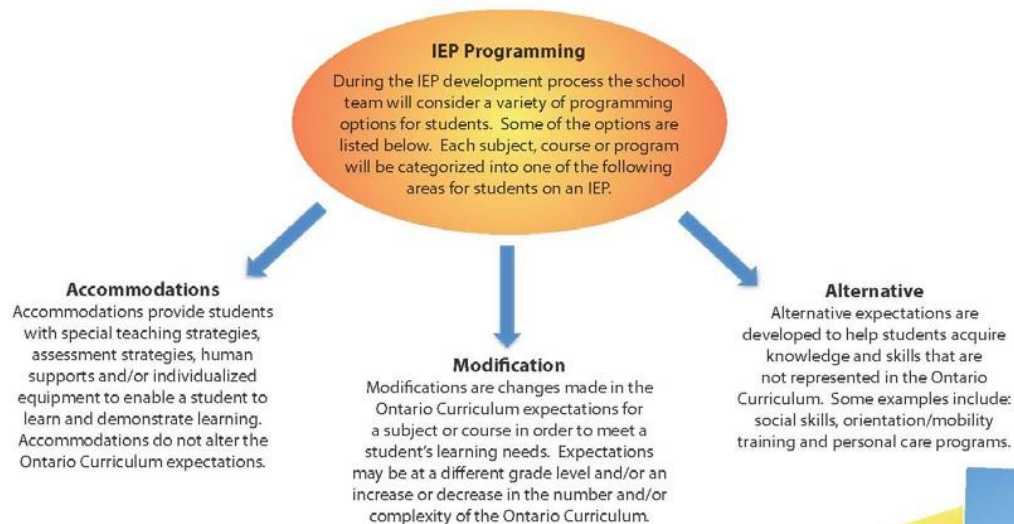 IEP Programming
During the IEP development process the school
team will consider a variety of programming
options for students. Some of the options are
listed below. Each subject, course or program
will be categorized into one of the following
areas for students on an IEP.
Accommodations
Accommodations provide students
with special teaching strategies,
assessment strategies, human
supports and/or individualized
equipment to enable a student to
learn and demonstrate learning.
Accommodations do not alter the
Ontario Curriculum expectations.
Modification
Modifications are changes made in the
Ontario Curriculum expectations for
a subject or course in order to meet a
student's learning needs. Expectations
may be at a different grade level and/or an
increase or decrease in the number and/or
complexity of the Ontario Curriculum.
Alternative
Alternative expectations are
developed to help students acquire
knowledge and skills that are
not represented in the Ontario
Curriculum. Some examples include:
social skills, orientation/mobility
training and personal care programs.